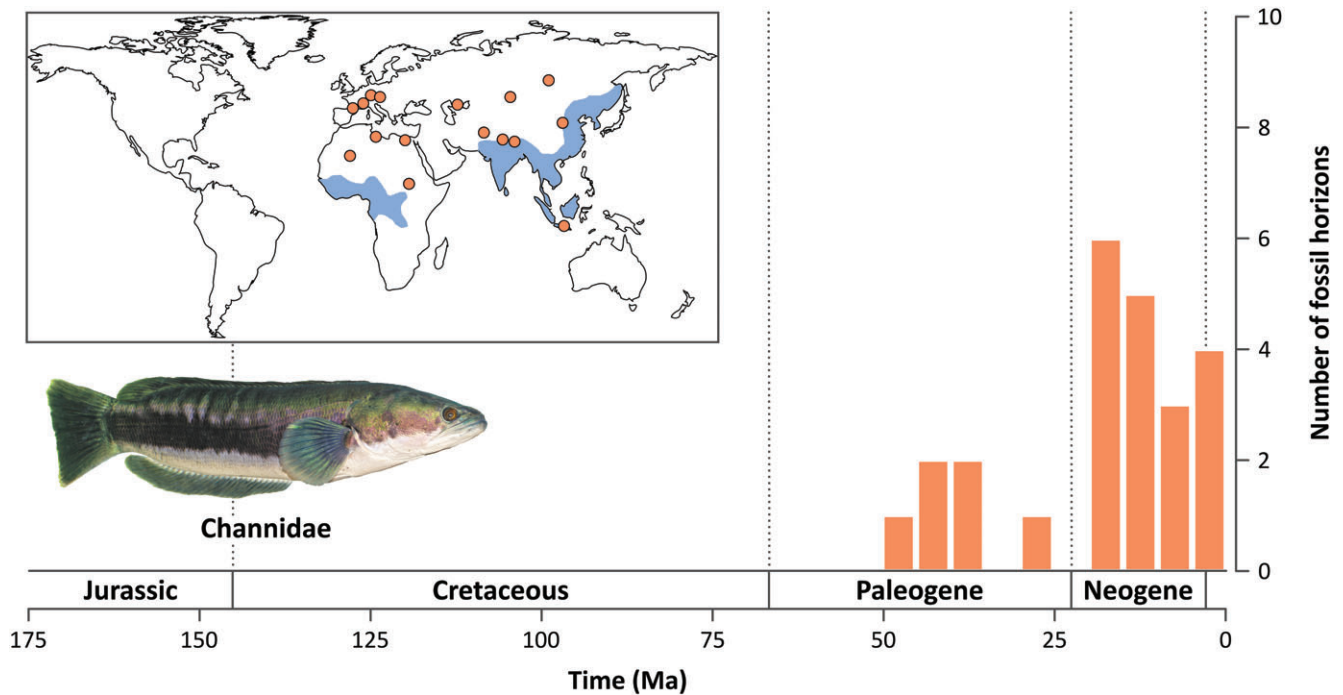 10
8
6
4
2
0
Number of fossil horizons
Channidae
Jurassic Cretaceous Paleogene Neogene
175 150 125 100 75 50 25 0
Time (Ma)